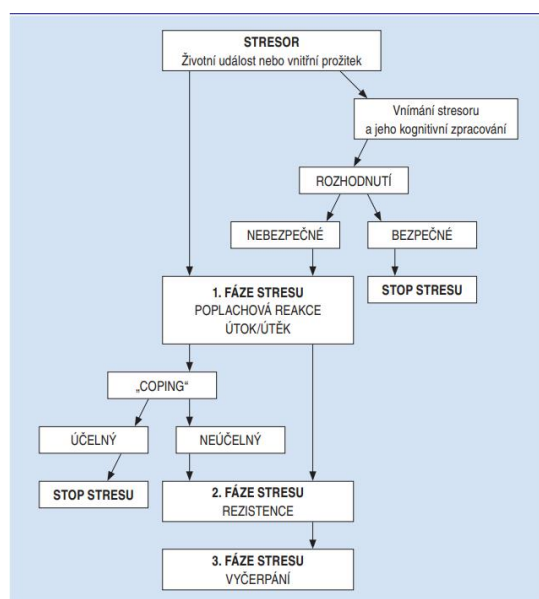 STRESOR
Životní událost nebo vnitřní prožitek
Vnímání stresoru
a jeho kognitivní zpracování
ROZHODNUTÍ
NEBEZPEČNÉ
BEZPEČNÉ
1. FÁZE STRESU
POPLACHOVÁ REAKCE
ÚTOK/ÚTĚK
STOP STRESU
„COPING“
ÚČELNÝ
NEÚČELNÝ
STOP STRESU
2. FÁZE STRESU
REZISTENCE
3. FÁZE STRESU
VYČERPÁNÍ